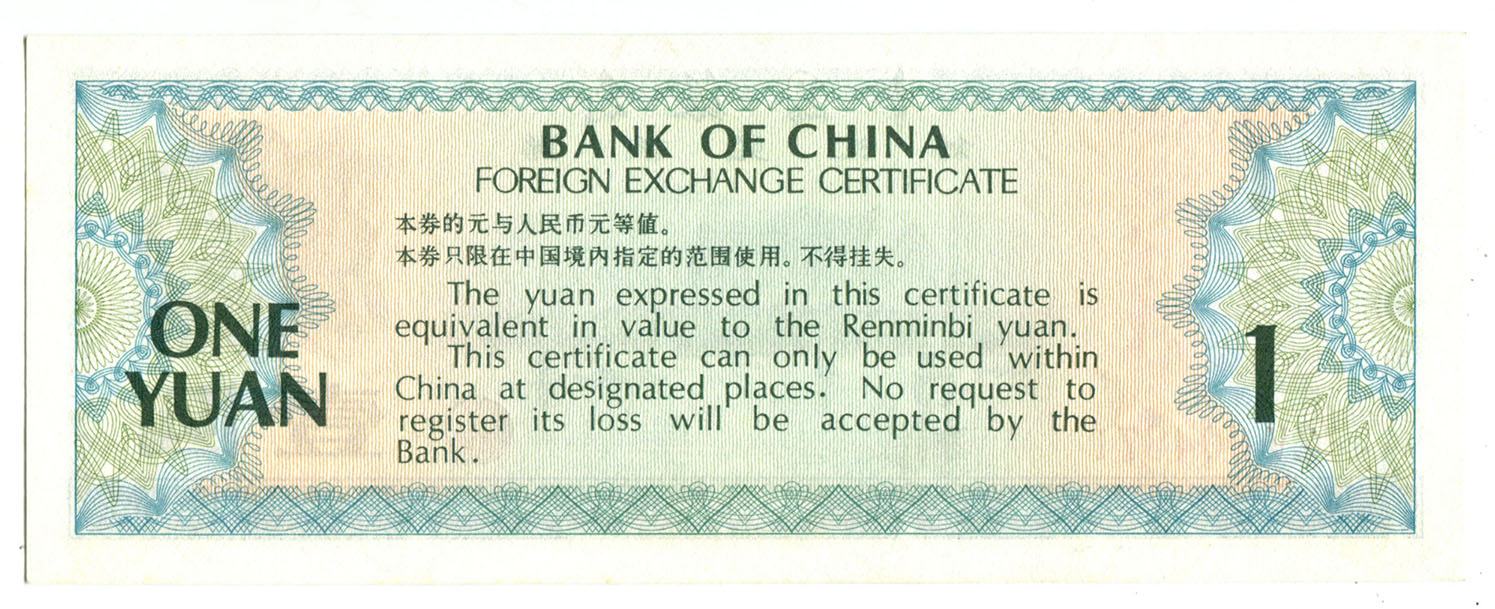 BANK OF CHINA
FOREIGN EXCHANGE CERTIFICATE
本券的元与人民币元等值。
本券只限在中国境内指定的范围使用。不得挂失。
The yuan expressed in this certificate is
equivalent in value to the Renminbi yuan.
This certificate can only be used within
China at designated places. No request to
register its loss will be accepted by the
Bank.
ONE
YUAN
1